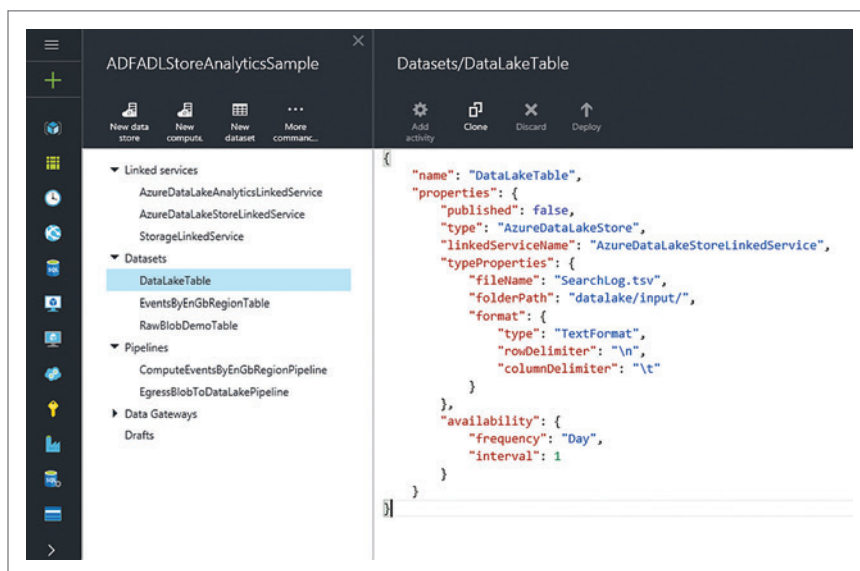 ADFADLStoreAnalyticsSample
New data store
New compute.
New dataset
More commanc...
Linked services
AzureDataLakeAnalyticsLinkedService
AzureDataLakeStoreLinkedService
StorageLinkedService
Datasets
DataLakeTable
EventsByEnGbRegionTable
RawBlobDemoTable
Pipelines
ComputeEventsByEnGbRegionPipeline
EgressBlobToDataLakePipeline
Data Gateways
Drafts
Datasets/DataLakeTable
Add activity
Clone
Discard
Deploy
{
"name": "DataLakeTable",
"properties": {
"published": false,
"type": "AzureDataLakeStore",
"linkedServiceName": "AzureDataLakeStoreLinkedService",
"typeProperties": {
"fileName": "SearchLog.tsv",
"folderPath": "datalake/input/",
"format": {
"type": "TextFormat",
"rowDelimiter": "\n",
"columnDelimiter": "\t"
}
},
"availability": {
"frequency": "Day",
"interval": 1
}
}
}